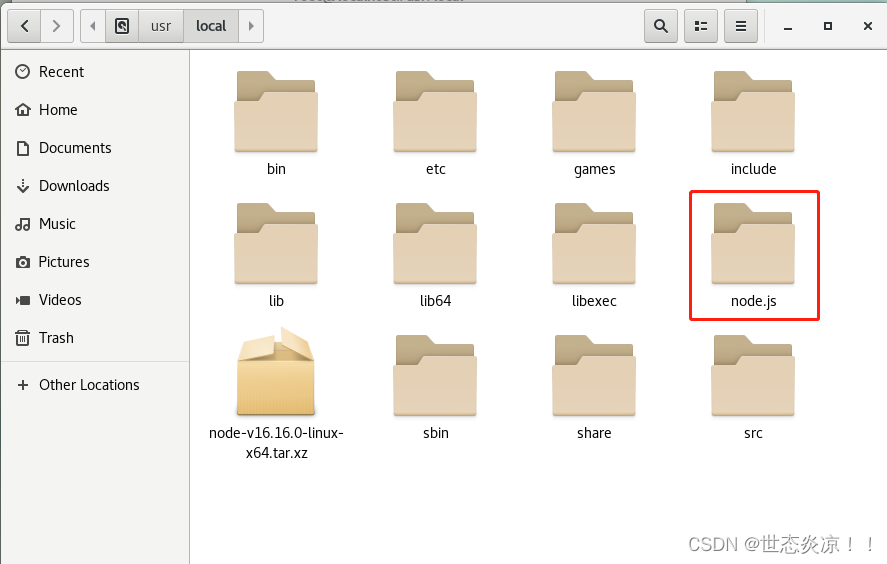 usr
local
Recent
Home
Documents
Downloads
Music
Pictures
Videos
Trash
Other Locations
bin
etc
games
include
lib
lib64
libexec
node.js
node-v16.16.0-linux-
x64.tar.xz
sbin
share
src
CSDN @世态炎凉！！